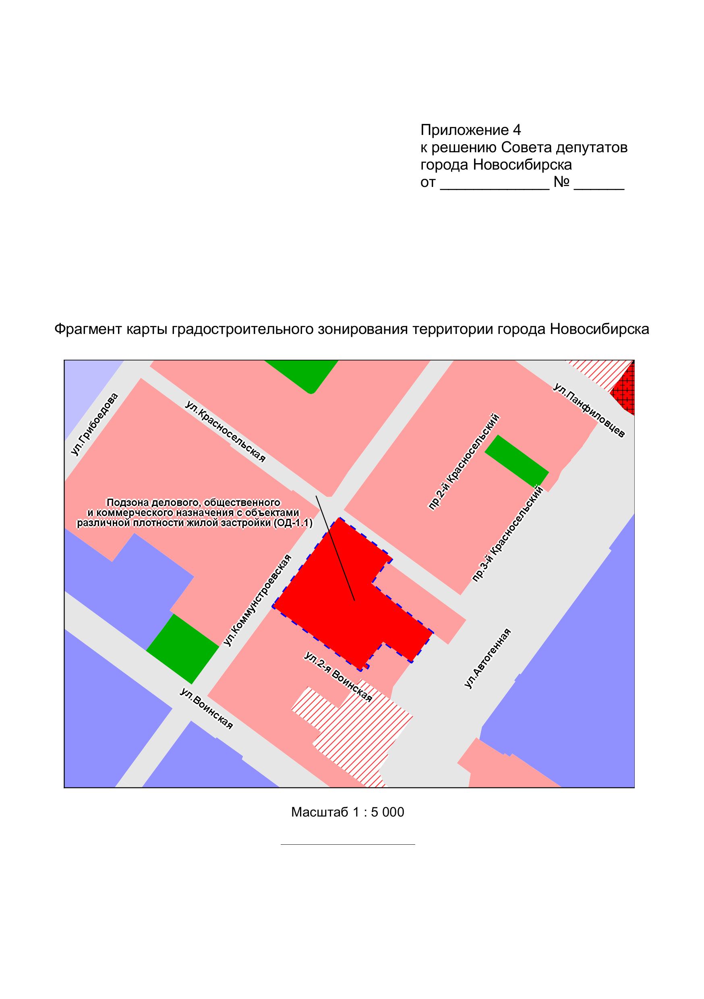 Приложение 4
к решению Совета депутатов
города Новосибирска
от _____________ № ______
Фрагмент карты градостроительного зонирования территории города Новосибирска
ул.Грибоедова
ул.Красносельская
ул.Панфиловцев
пр.2-й Красносельский
пр.3-й Красносельский
Подзона делового, общественного
и коммерческого назначения с объектами
различной плотности жилой застройки (ОД-1.1)
ул.Коммунстроевская
ул.Автогенная
ул.2-я Воинская
ул.Воинская
Масштаб 1 : 5 000